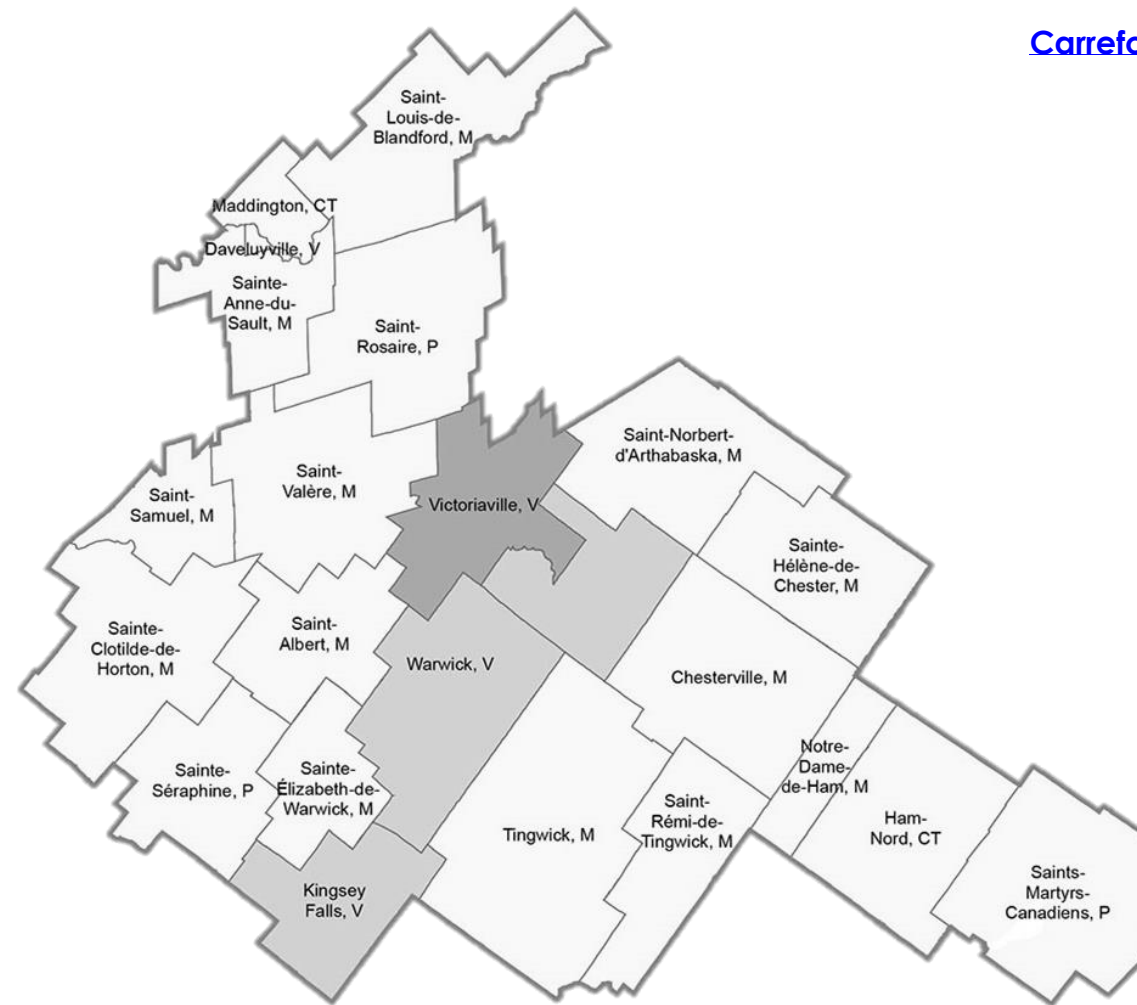 Saint-
Louis-de-
Blandford, M
Maddington, CT
Daveluyville, V
Sainte-
Anne-du-
Sault, M
Saint-
Rosaire, P
Saint-Norbert-
d'Arthabaska, M
Saint-
Valère, M
Saint-
Samuel, M
Victoriaville, V
Sainte-
Hélène-de-
Chester, M
Sainte-
Clotilde-de-
Horton, M
Saint-
Albert, M
Warwick, V
Chesterville, M
Notre-
Dame-
de-Ham, M
Sainte-
Séraphine, P
Sainte-
Élizabeth-de-
Warwick, M
Saint-
Rémi-de-
Tingwick, M
Tingwick, M
Ham-
Nord, CT
Kingsey
Falls, V
Saints-
Martyrs-
Canadiens, P